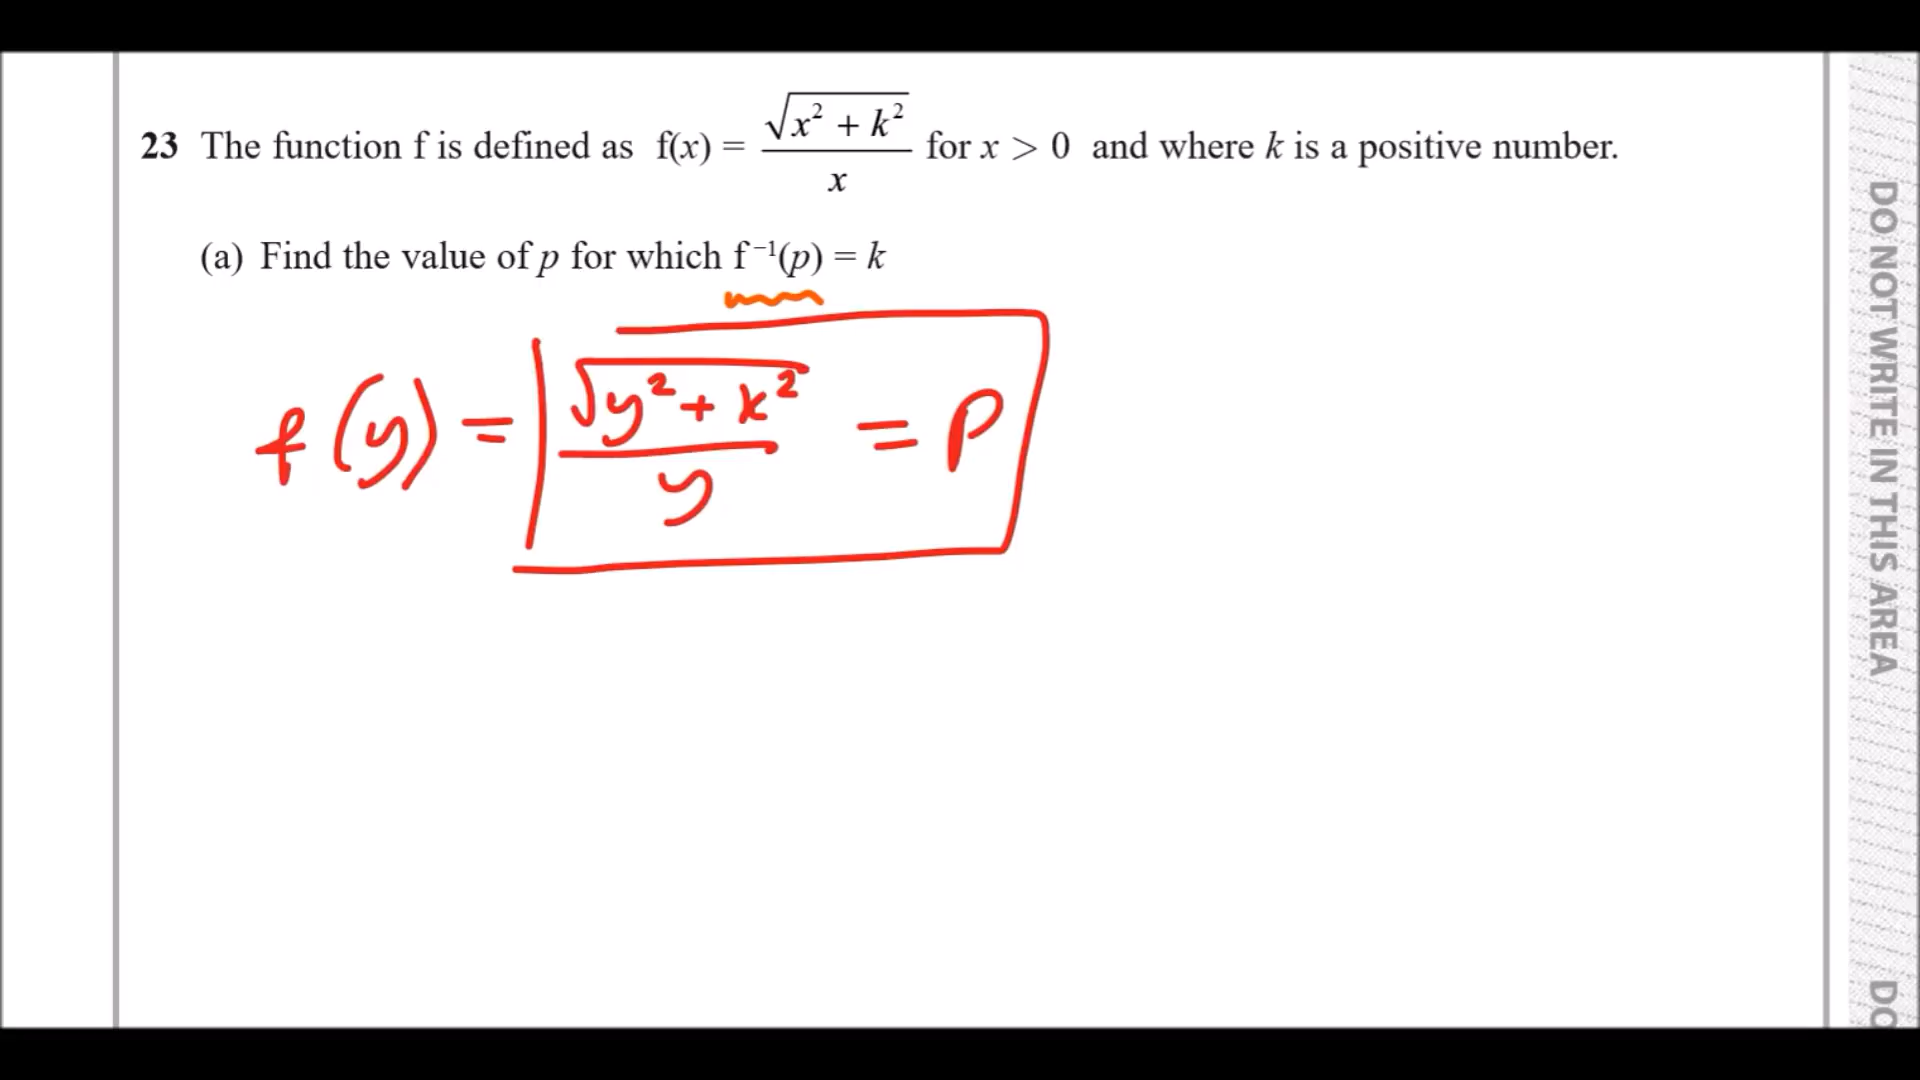 23 The function f is defined as f(x) = √(x² + k²) / x for x > 0 and where k is a positive number.
(a) Find the value of p for which f⁻¹(p) = k
f(y) = √(y² + k²) / y = p
DO NOT WRITE IN THIS AREA
DO